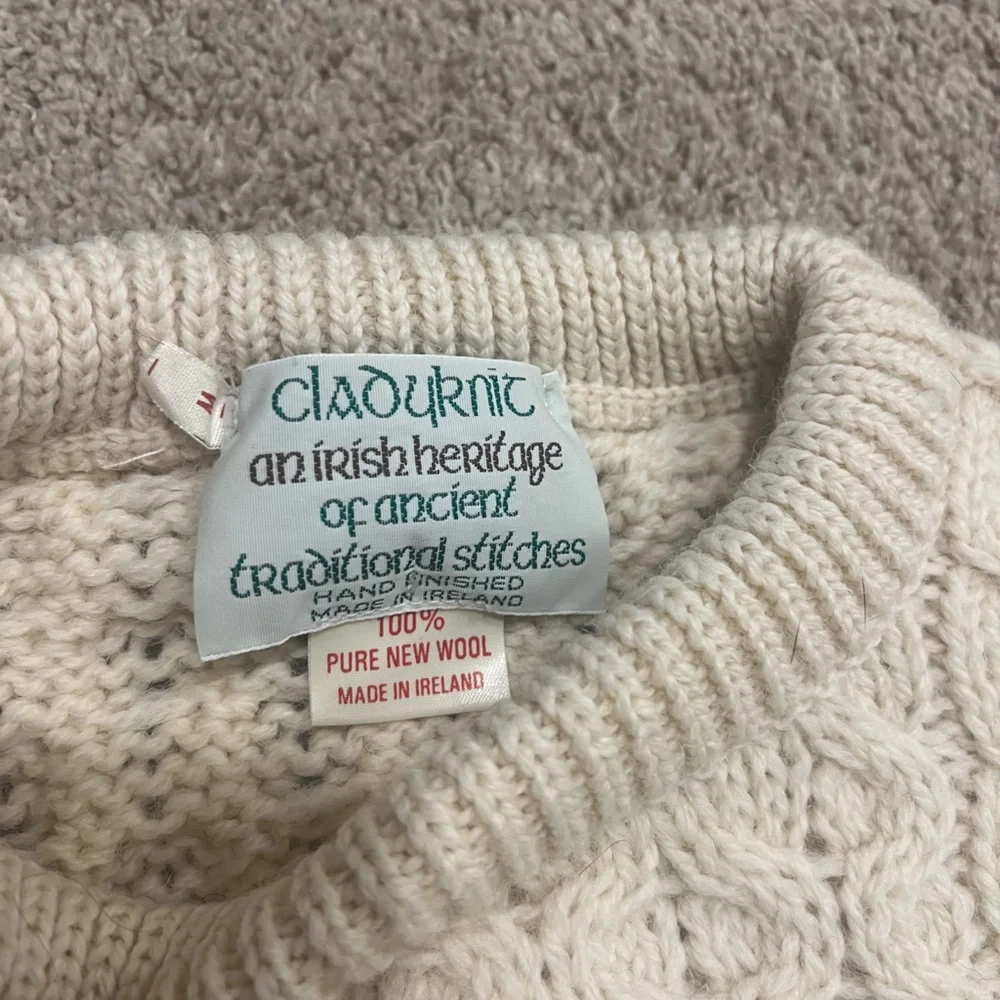 cladyknit
an irish heritage
of ancient
traditional stitches
HAND FINISHED
MADE IN IRELAND
100%
PURE NEW WOOL
MADE IN IRELAND
M